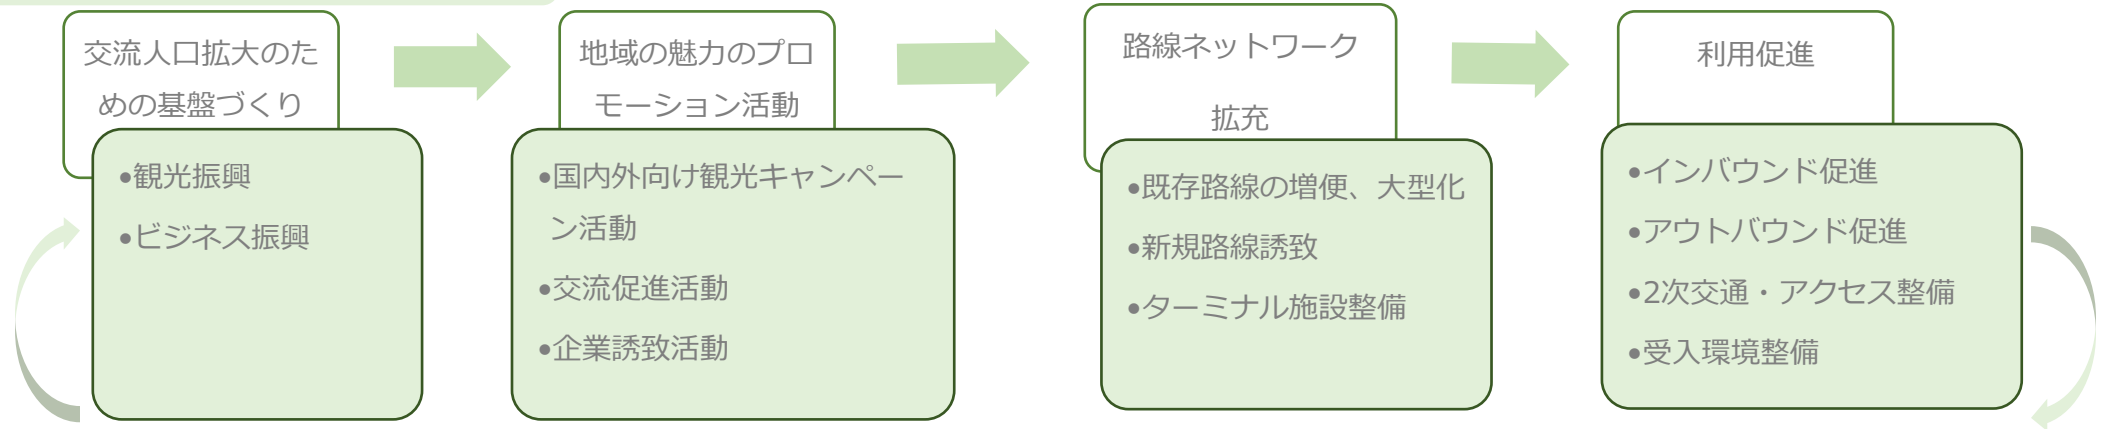 交流人口拡大のた
めの基盤づくり
•観光振興
•ビジネス振興
地域の魅力のプロ
モーション活動
•国内外向け観光キャンペー
ン活動
•交流促進活動
•企業誘致活動
路線ネットワーク
拡充
•既存路線の増便、大型化
•新規路線誘致
•ターミナル施設整備
利用促進
•インバウンド促進
•アウトバウンド促進
•2次交通・アクセス整備
•受入環境整備